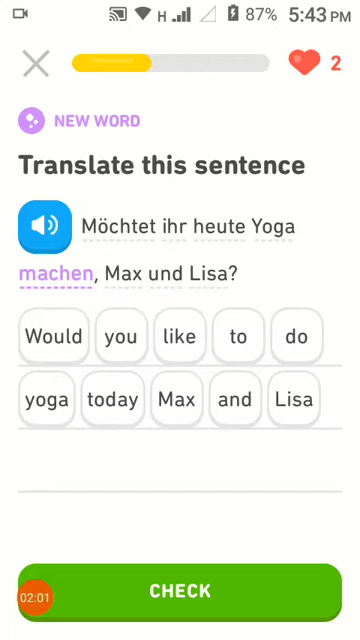 H 87% 5:43 PM
2
NEW WORD
Translate this sentence
Möchtet ihr heute Yoga
machen, Max und Lisa?
Would you like to do
yoga today Max and Lisa
CHECK
02:01